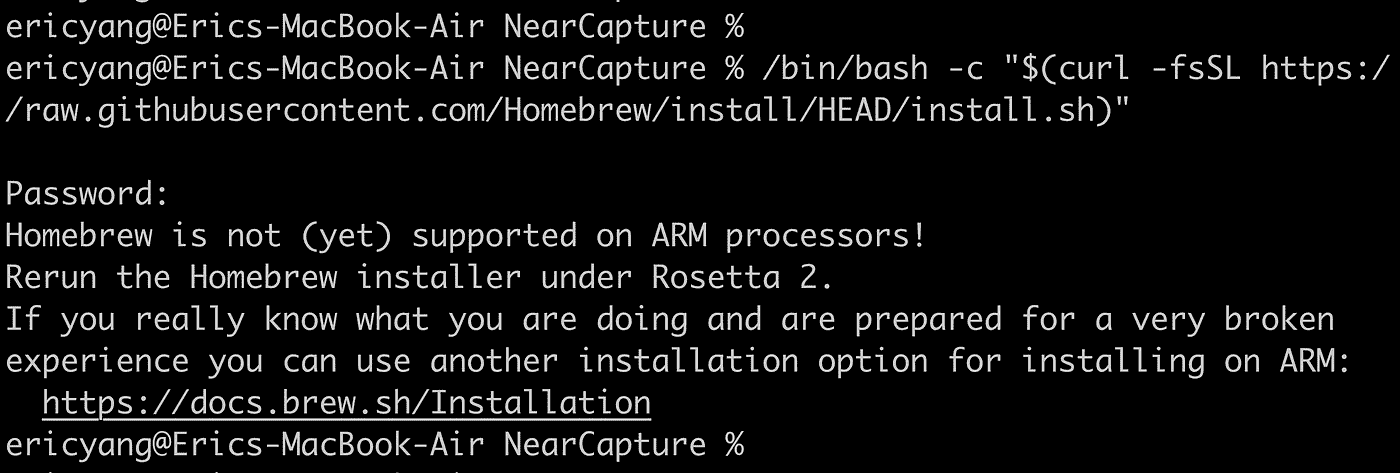 ericyang@Erics-MacBook-Air NearCapture %
ericyang@Erics-MacBook-Air NearCapture % /bin/bash -c "$(curl -fsSL https:/
/raw.githubusercontent.com/Homebrew/install/HEAD/install.sh)"
Password:
Homebrew is not (yet) supported on ARM processors!
Rerun the Homebrew installer under Rosetta 2.
If you really know what you are doing and are prepared for a very broken
experience you can use another installation option for installing on ARM:
https://docs.brew.sh/Installation
ericyang@Erics-MacBook-Air NearCapture %